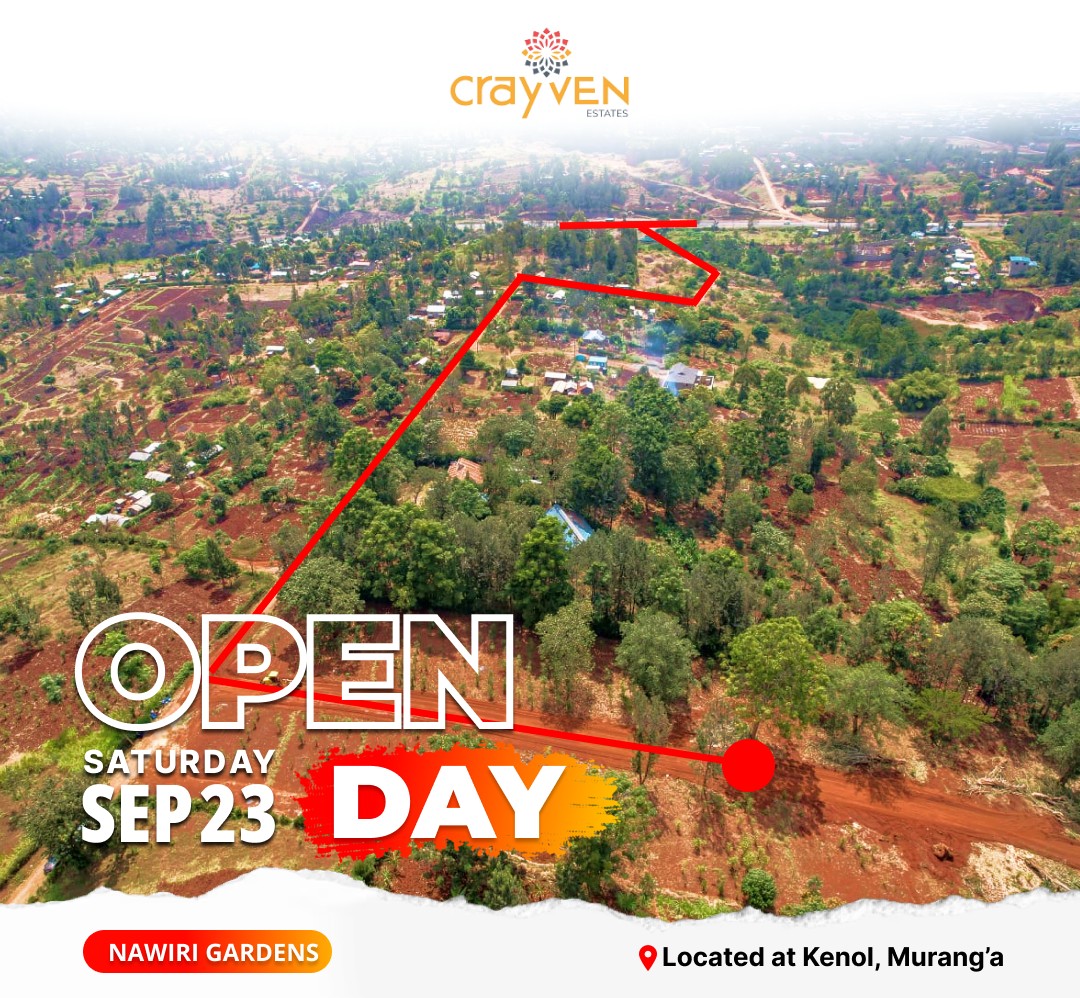 crayvEN
ESTATES
OPEN
SATURDAY
SEP 23
DAY
NAWIRI GARDENS
Located at Kenol, Murang’a